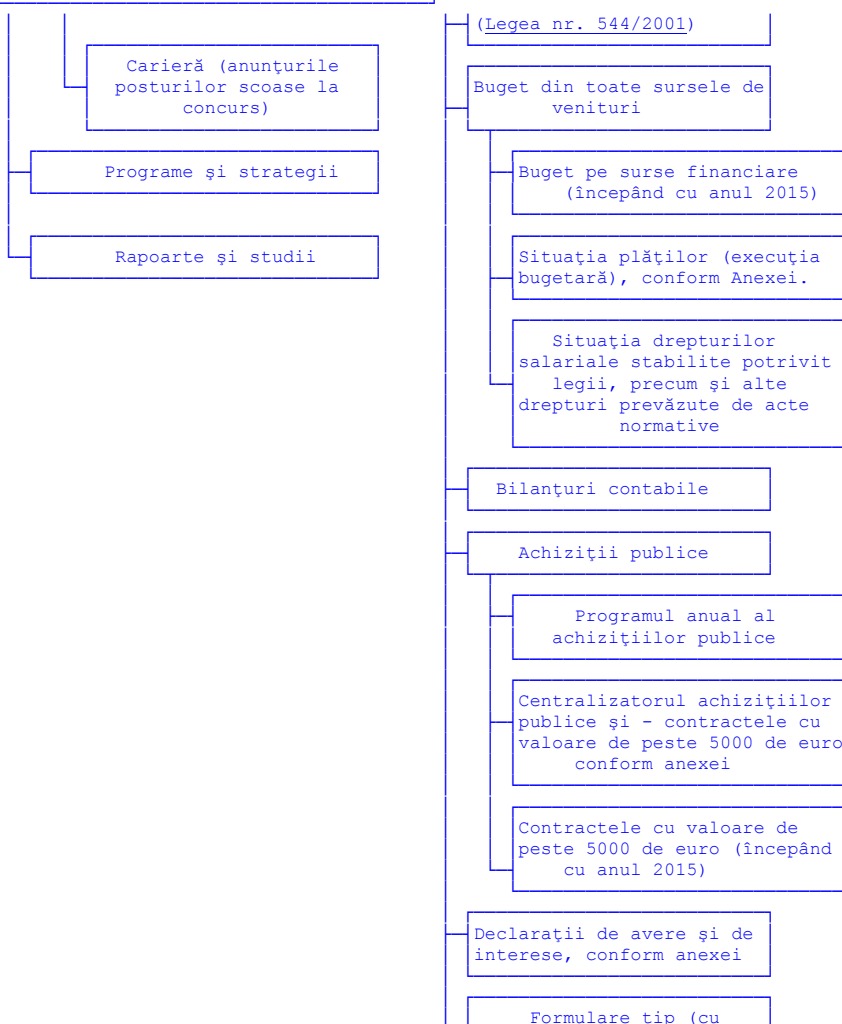 Carieră (anunţurile
posturilor scoase la
concurs)
Programe şi strategii
Rapoarte şi studii
(Legea nr. 544/2001)
Buget din toate sursele de
venituri
Buget pe surse financiare
(începând cu anul 2015)
Situaţia plăţilor (execuţia
bugetară), conform Anexei.
Situaţia drepturilor
salariale stabilite potrivit
legii, precum şi alte
drepturi prevăzute de acte
normative
Bilanţuri contabile
Achiziţii publice
Programul anual al
achiziţiilor publice
Centralizatorul achiziţiilor
publice şi - contractele cu
valoare de peste 5000 de euro
conform anexei
Contractele cu valoare de
peste 5000 de euro (începând
cu anul 2015)
Declaraţii de avere şi de
interese, conform anexei
Formulare tip (cu